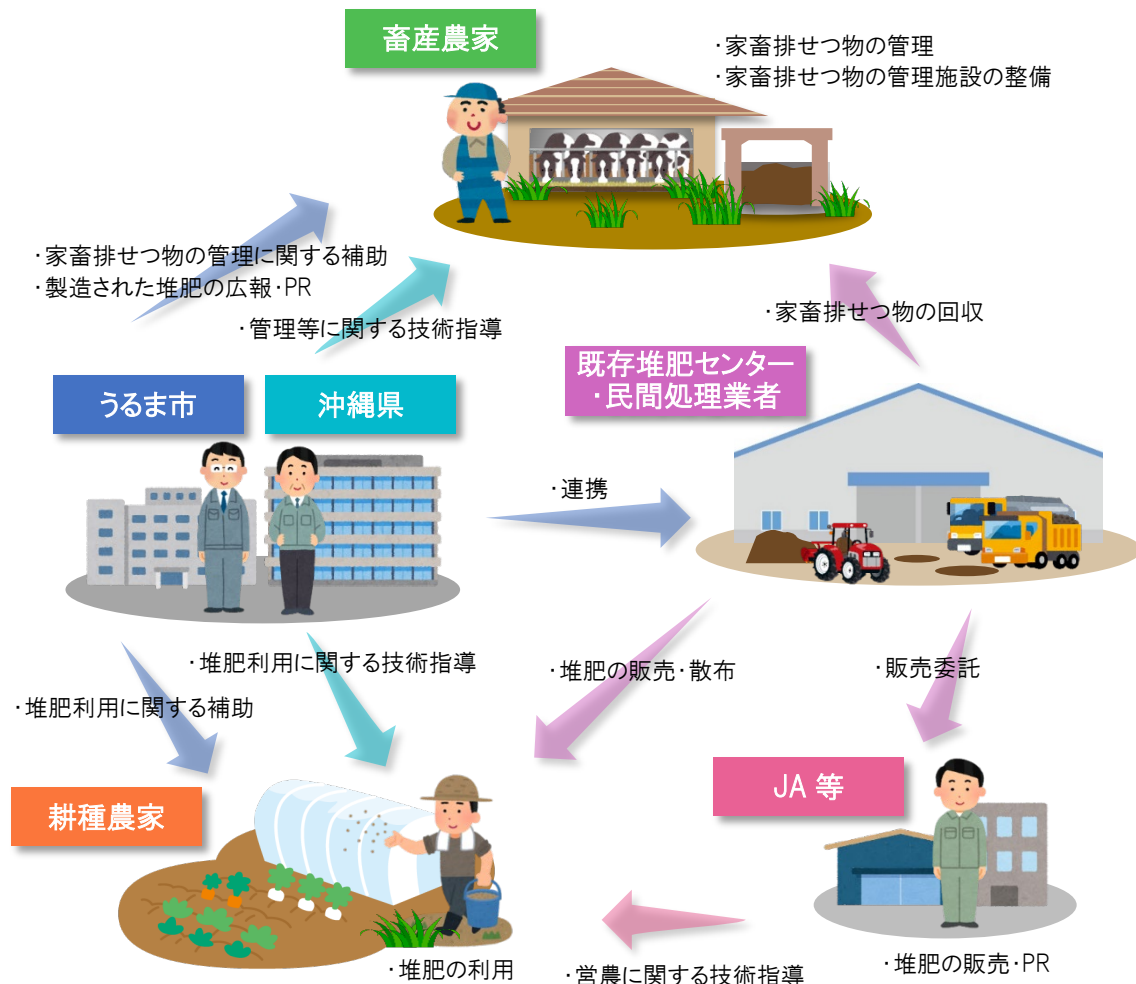 畜産農家
・家畜排せつ物の管理
・家畜排せつ物の管理施設の整備
・家畜排せつ物の管理に関する補助
・製造された堆肥の広報・PR
・管理等に関する技術指導
・家畜排せつ物の回収
うるま市
沖縄県
既存堆肥センター
・民間処理業者
・連携
・堆肥利用に関する技術指導
・堆肥利用に関する補助
・堆肥の販売・散布
・販売委託
耕種農家
JA 等
・堆肥の利用
・営農に関する技術指導
・堆肥の販売・PR